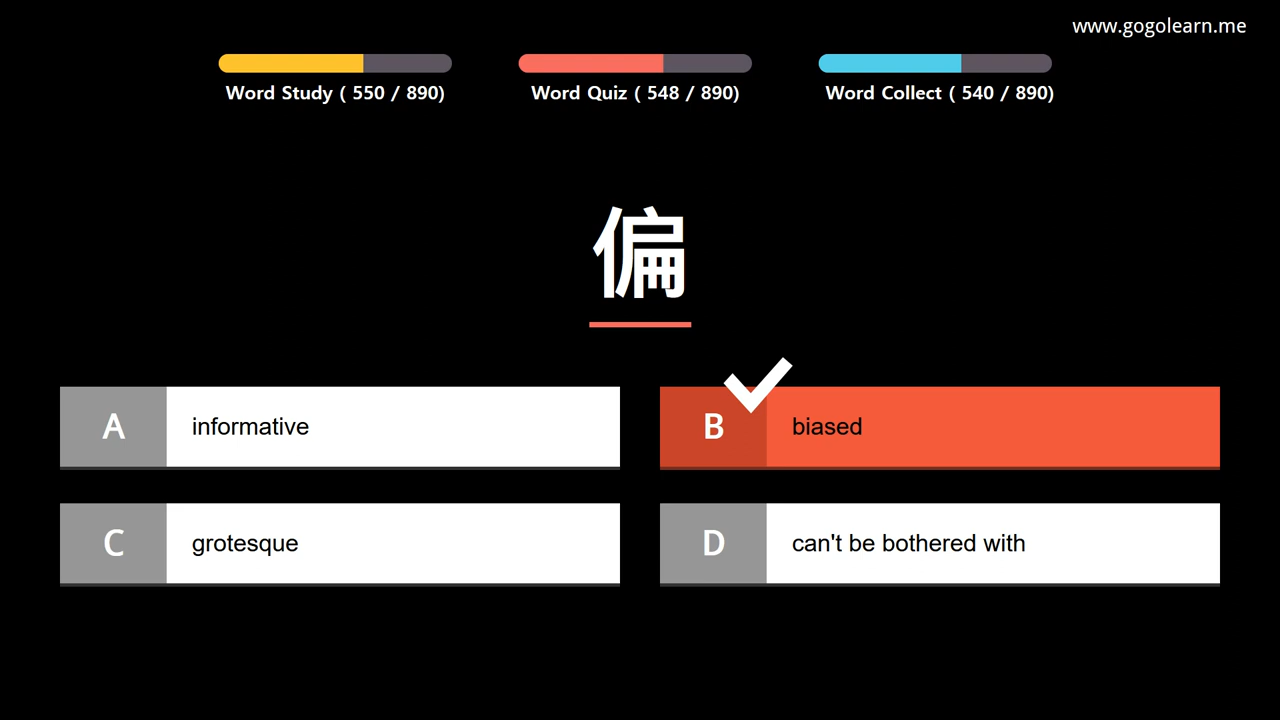 www.gogolearn.me
Word Study ( 550 / 890)
Word Quiz ( 548 / 890)
Word Collect ( 540 / 890)
偏
A informative
B biased
C grotesque
D can't be bothered with